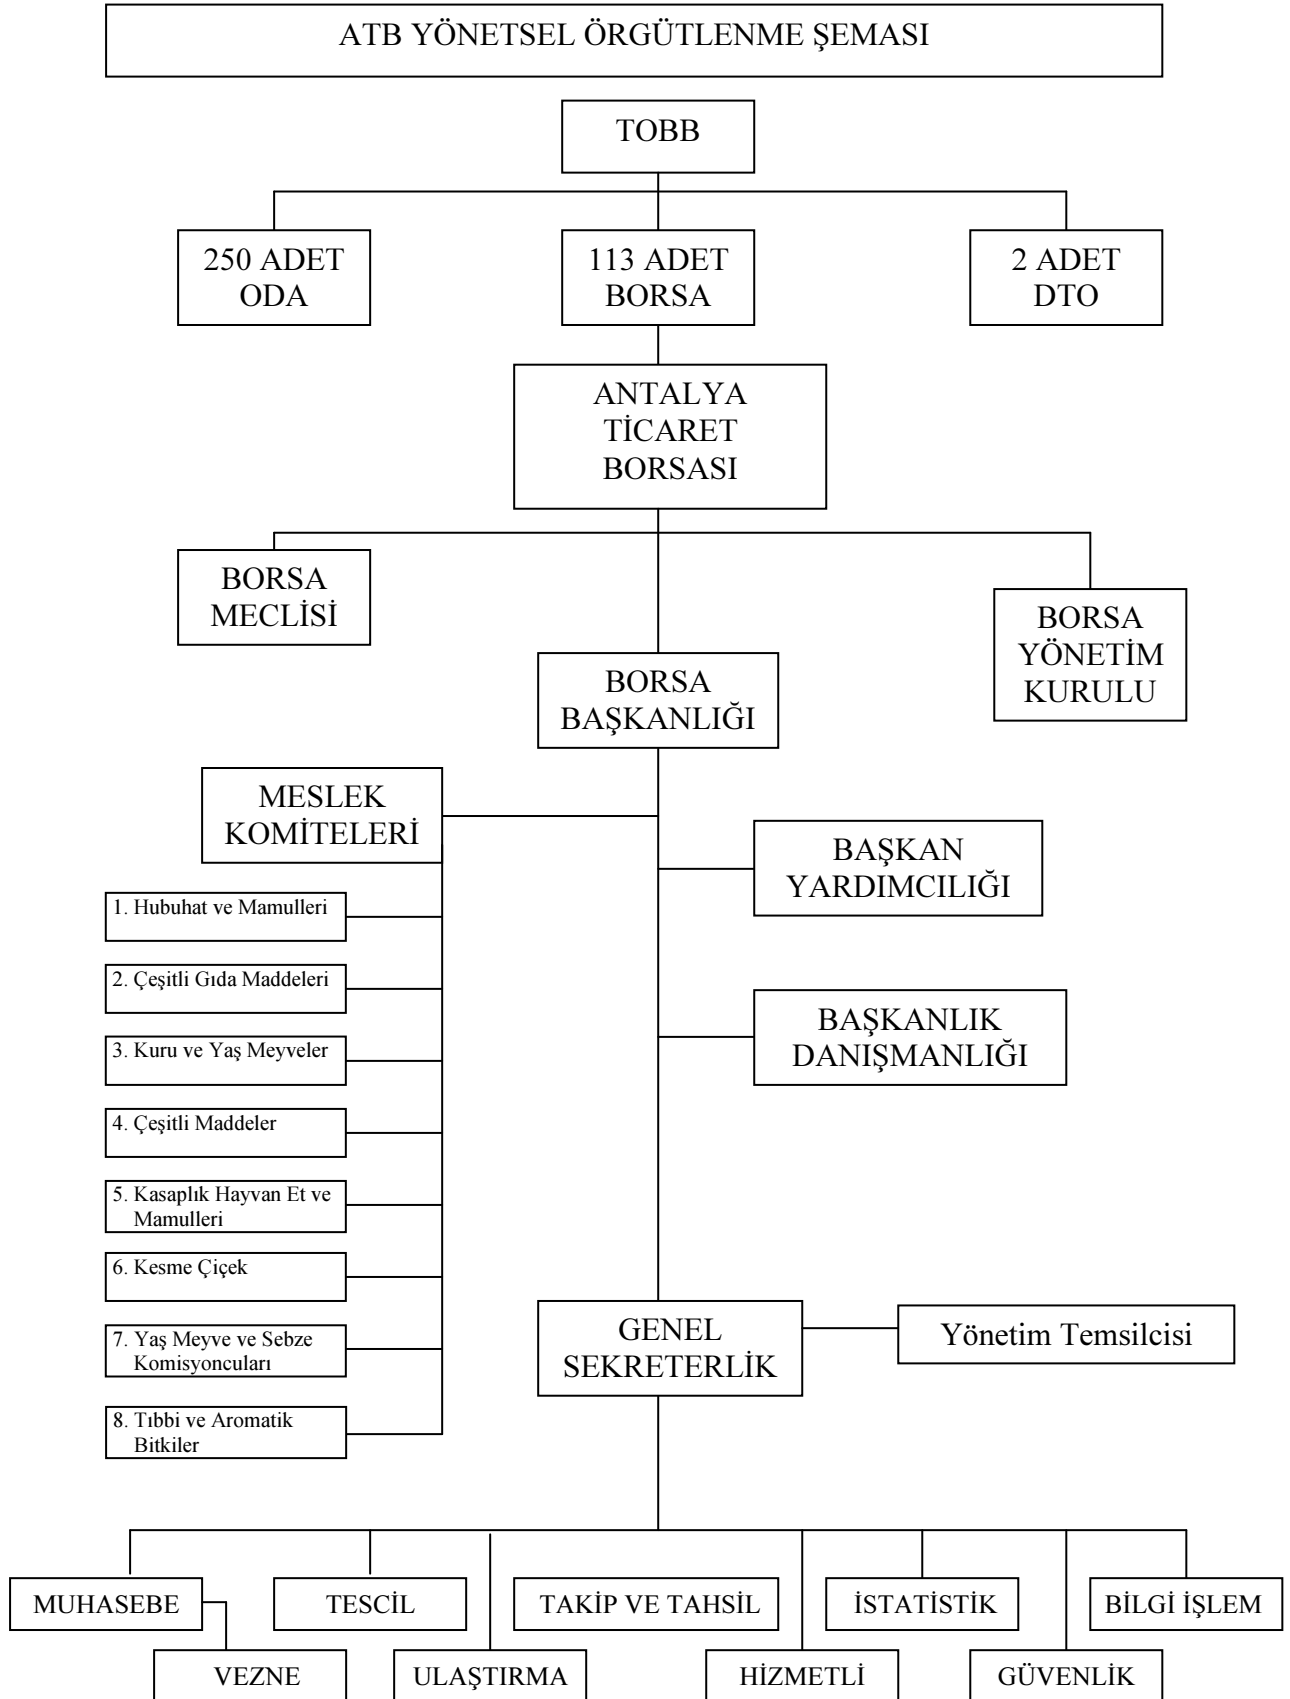 ATB YÖNETSEL ÖRGÜTLENME ŞEMASI
TOBB
250 ADET
ODA
113 ADET
BORSA
2 ADET
DTO
ANTALYA
TİCARET
BORSASI
BORSA
MECLİSİ
BORSA
YÖNETİM
KURULU
BORSA
BAŞKANLIĞI
MESLEK
KOMİTELERİ
BAŞKAN
YARDIMCILIĞI
1. Hubuhat ve Mamulleri
2. Çeşitli Gıda Maddeleri
3. Kuru ve Yaş Meyveler
4. Çeşitli Maddeler
5. Kasaplık Hayvan Et ve
Mamulleri
6. Kesme Çiçek
7. Yaş Meyve ve Sebze
Komisyoncuları
8. Tıbbi ve Aromatik
Bitkiler
BAŞKANLIK
DANIŞMANLIĞI
GENEL
SEKRETERLİK
Yönetim Temsilcisi
MUHASEBE
TESCİL
TAKİP VE TAHSİL
İSTATİSTİK
BİLGİ İŞLEM
VEZNE
ULAŞTIRMA
HİZMETLİ
GÜVENLİK